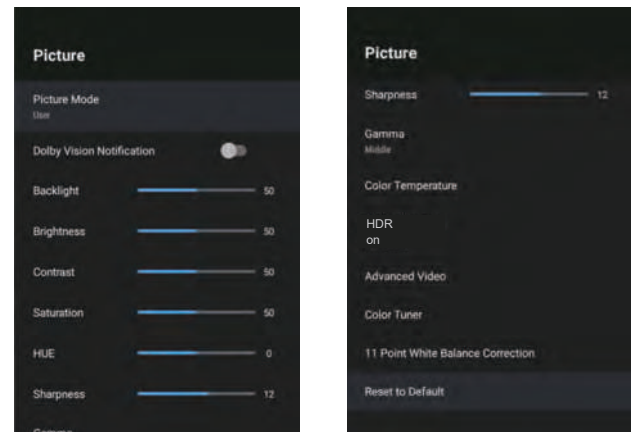 Picture
Picture Mode
User
Dolby Vision Notification
Backlight 50
Brightness 50
Contrast 50
Saturation 50
HUE 0
Sharpness 12
Gamma
Picture
Sharpness 12
Gamma
Middle
Color Temperature
HDR
on
Advanced Video
Color Tuner
11 Point White Balance Correction
Reset to Default